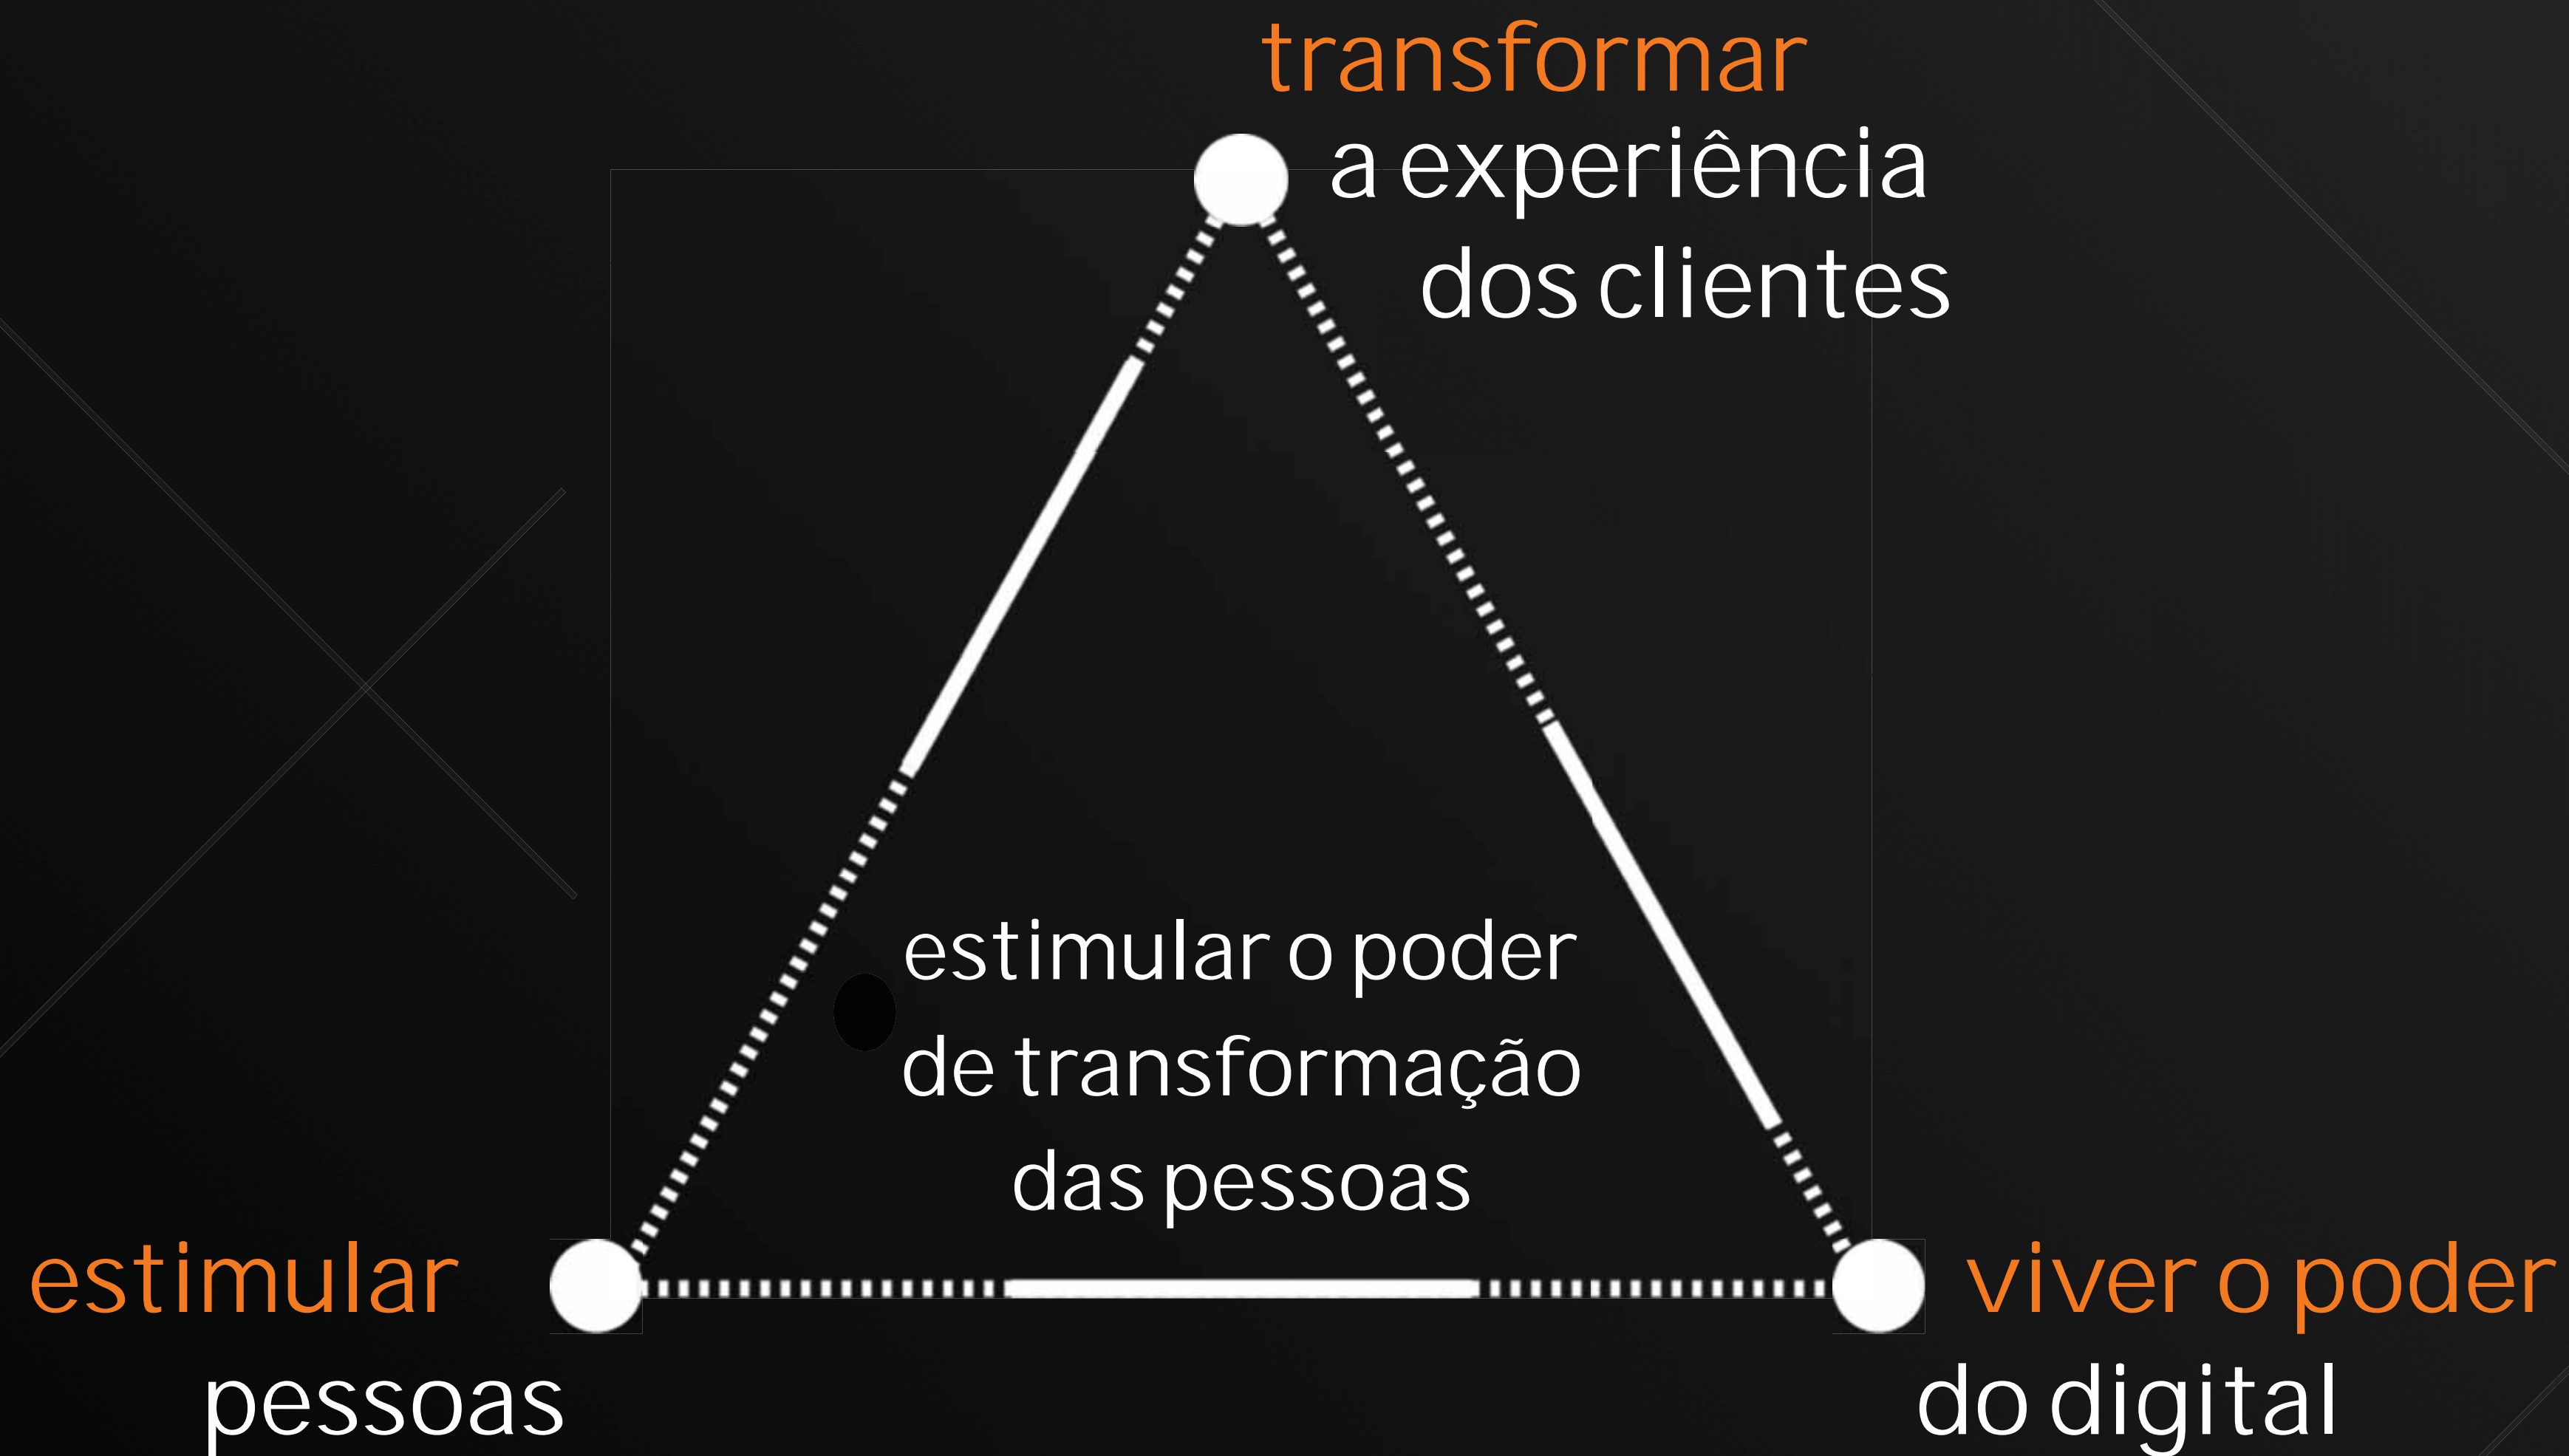 transformar
a experiência
dos clientes
estimular o poder
de transformação
das pessoas
estimular
pessoas
viver o poder
do digital